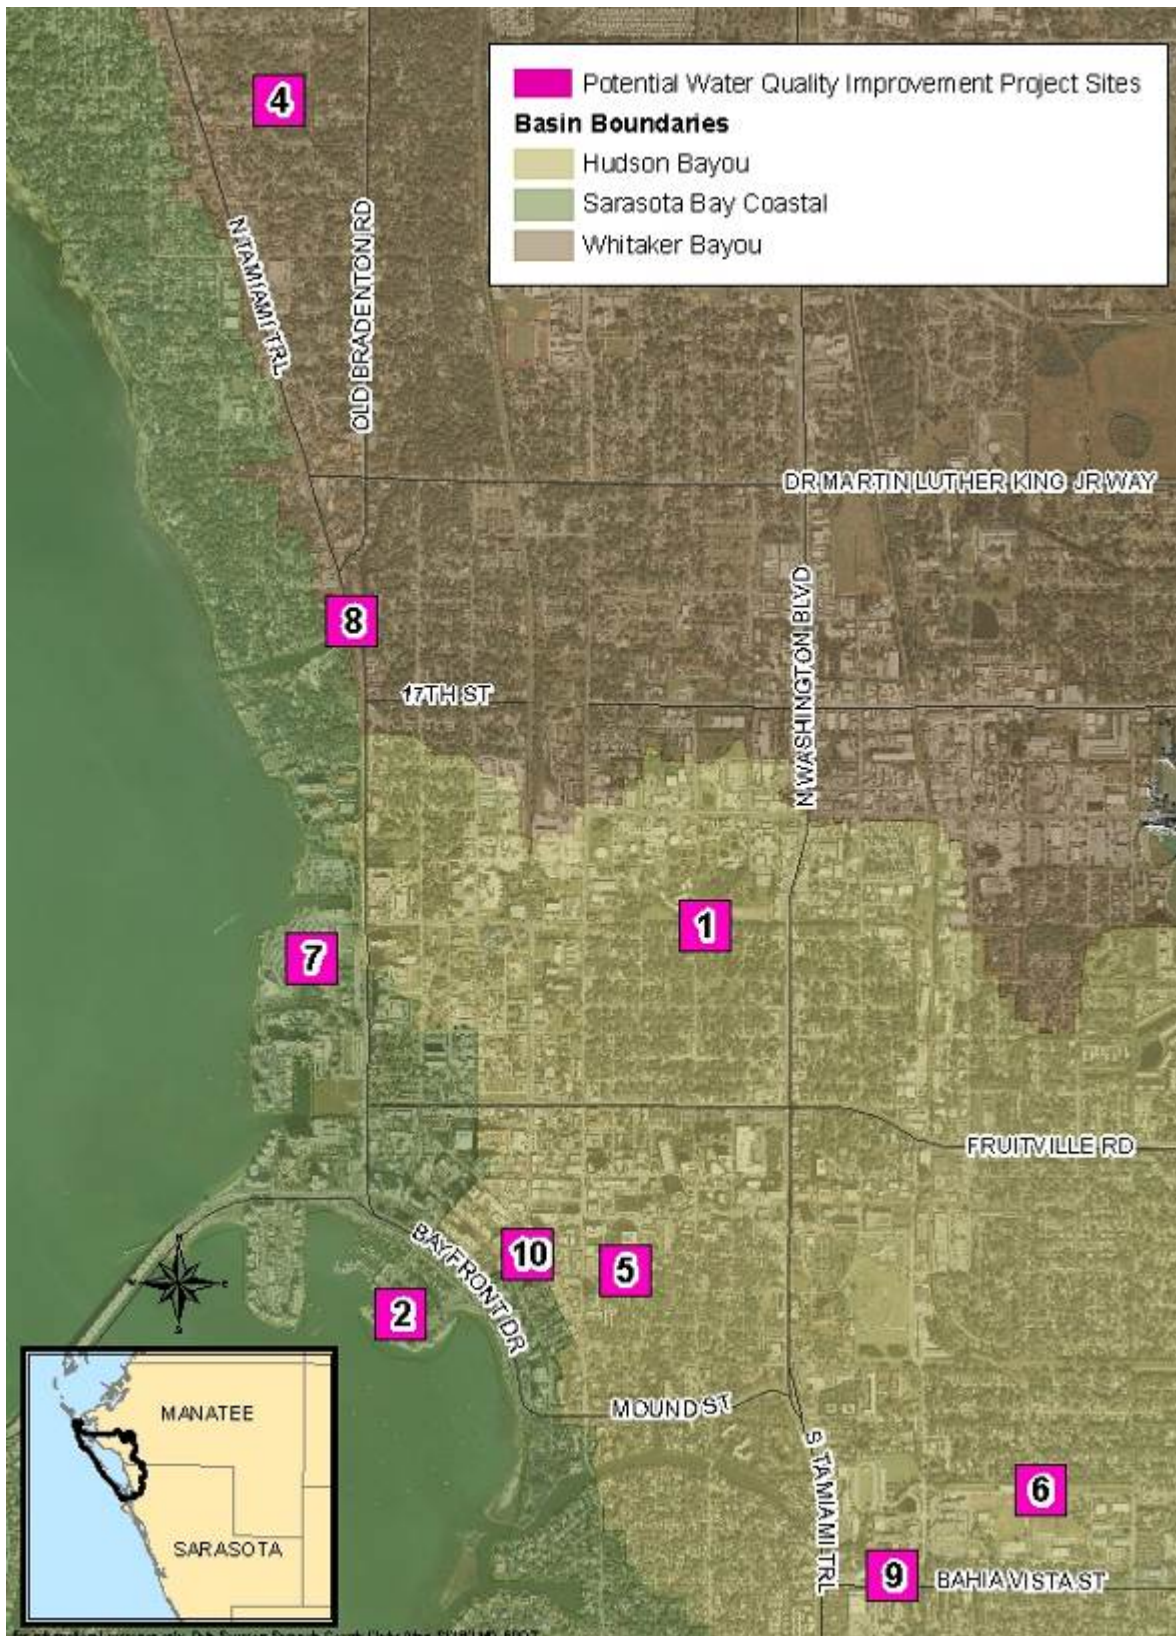 4
Potential Water Quality Improvement Project Sites
Basin Boundaries
Hudson Bayou
Sarasota Bay Coastal
Whitaker Bayou
N TAMIAMI TRL
OLD BRADENTON RD
DR MARTIN LUTHER KING JR WAY
N WASHINGTON BLVD
8
17TH ST
1
7
FRUITVILLE RD
BAYFRONT DR
10
5
2
MOUND ST
MANATEE
SARASOTA
S TAMIAMI TRL
6
9
BAHIA VISTA ST